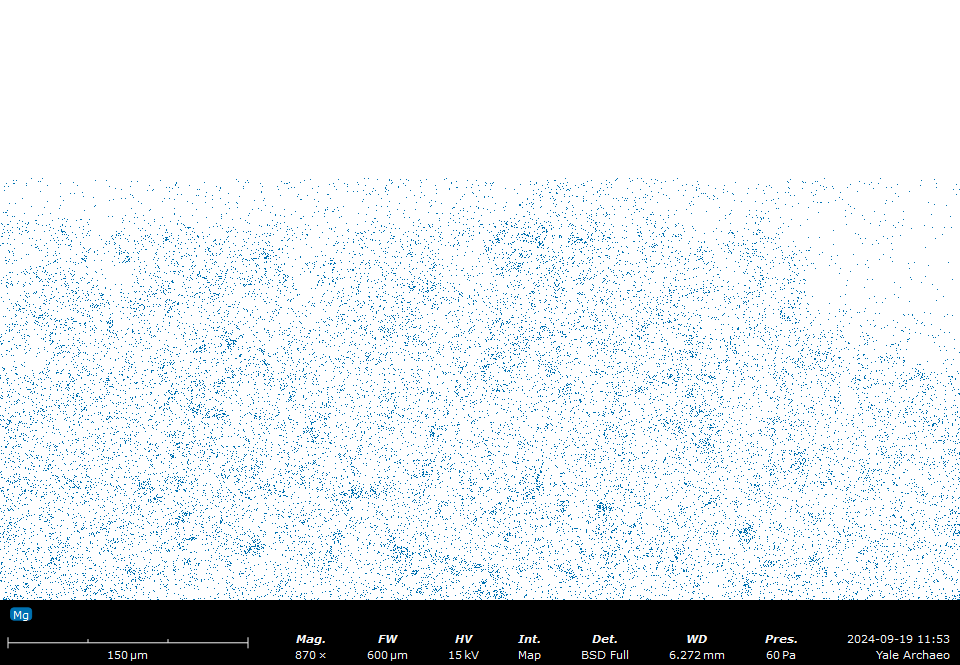 Mg
Mag. FW HV Int. Det. WD Pres. 2024-09-19 11:53
150 µm 870 × 600 µm 15 kV Map BSD Full 6.272 mm 60 Pa Yale Archaeo